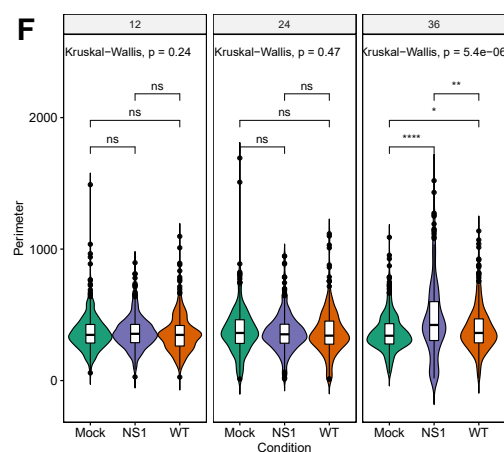 F
12
24
36
Kruskal−Wallis, p = 0.24
Kruskal−Wallis, p = 0.47
Kruskal−Wallis, p = 5.4e−06
ns
ns
**
ns
ns
*
ns
ns
****
2000
1000
0
Perimeter
Mock NS1 WT
Mock NS1 WT
Mock NS1 WT
Condition